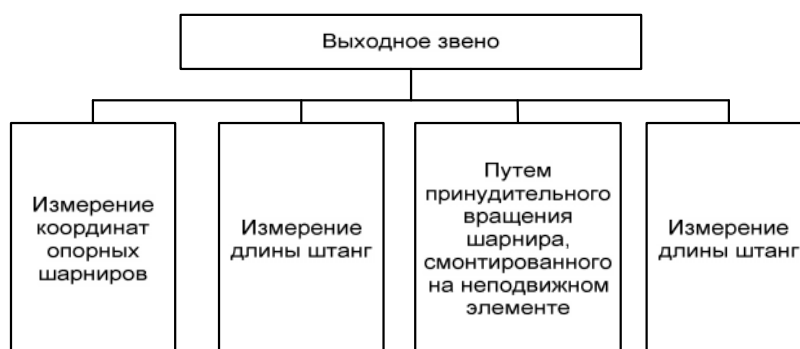 Выходное звено
Измерение
координат
опорных
шарниров
Измерение
длины штанг
Путем
принудительного
вращения
шарнира,
смонтированного
на неподвижном
элементе
Измерение
длины штанг